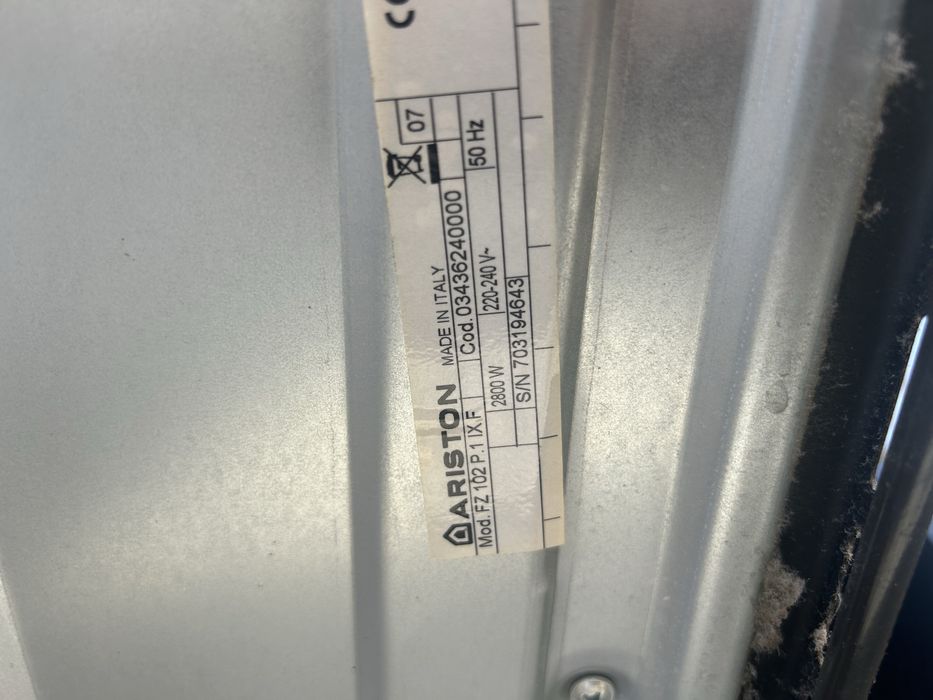 CE
07
ARISTON MADE IN ITALY
Mod. FZ 102 P.1 IX.F Cod. 03436240000
2800 W 220-240 V~ 50 Hz
S/N 703194643